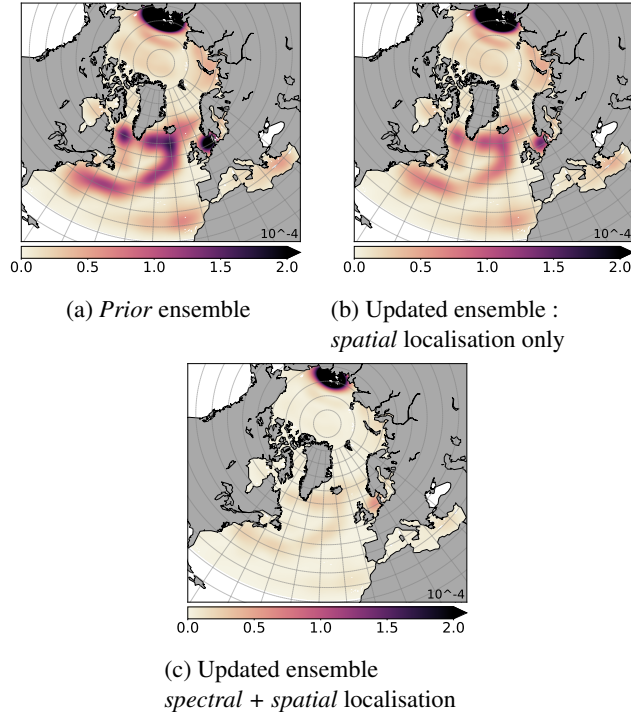 10^-4
10^-4
0.0 0.5 1.0 1.5 2.0
0.0 0.5 1.0 1.5 2.0
(a) Prior ensemble
(b) Updated ensemble :
spatial localisation only
10^-4
0.0 0.5 1.0 1.5 2.0
(c) Updated ensemble
spectral + spatial localisation